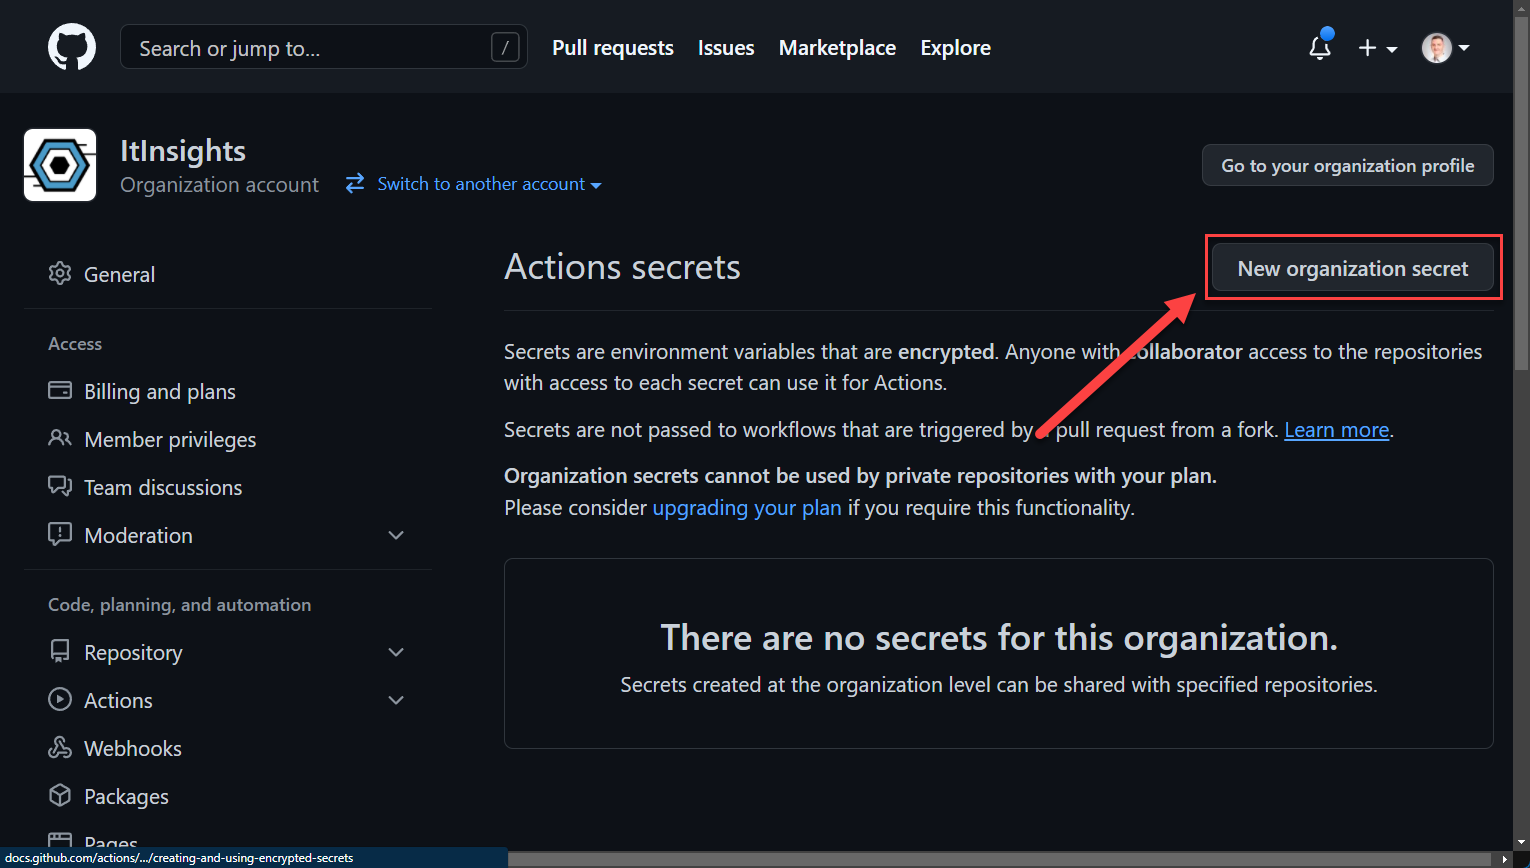 Search or jump to... /
Pull requests Issues Marketplace Explore
ItInsights
Organization account Switch to another account
Go to your organization profile
General
Access
Billing and plans
Member privileges
Team discussions
Moderation
Code, planning, and automation
Repository
Actions
Webhooks
Packages
Pages
Actions secrets
New organization secret
Secrets are environment variables that are encrypted. Anyone with collaborator access to the repositories
with access to each secret can use it for Actions.
Secrets are not passed to workflows that are triggered by a pull request from a fork. Learn more.
Organization secrets cannot be used by private repositories with your plan.
Please consider upgrading your plan if you require this functionality.
There are no secrets for this organization.
Secrets created at the organization level can be shared with specified repositories.
docs.github.com/actions/.../creating-and-using-encrypted-secrets